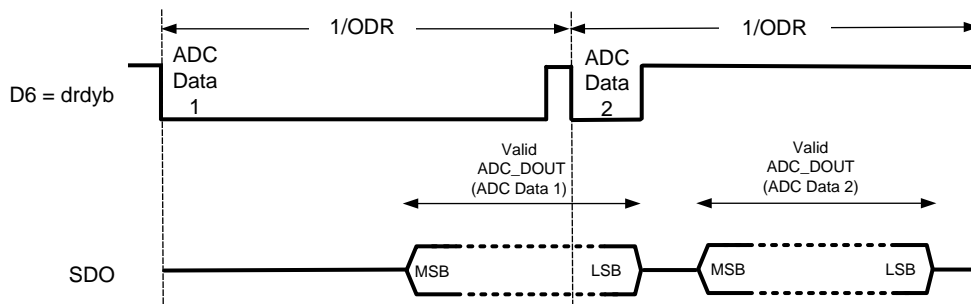 1/ODR
1/ODR
ADC
Data
1
ADC
Data
2
D6 = drdyb
Valid
ADC_DOUT
(ADC Data 1)
Valid
ADC_DOUT
(ADC Data 2)
SDO
MSB
LSB
MSB
LSB